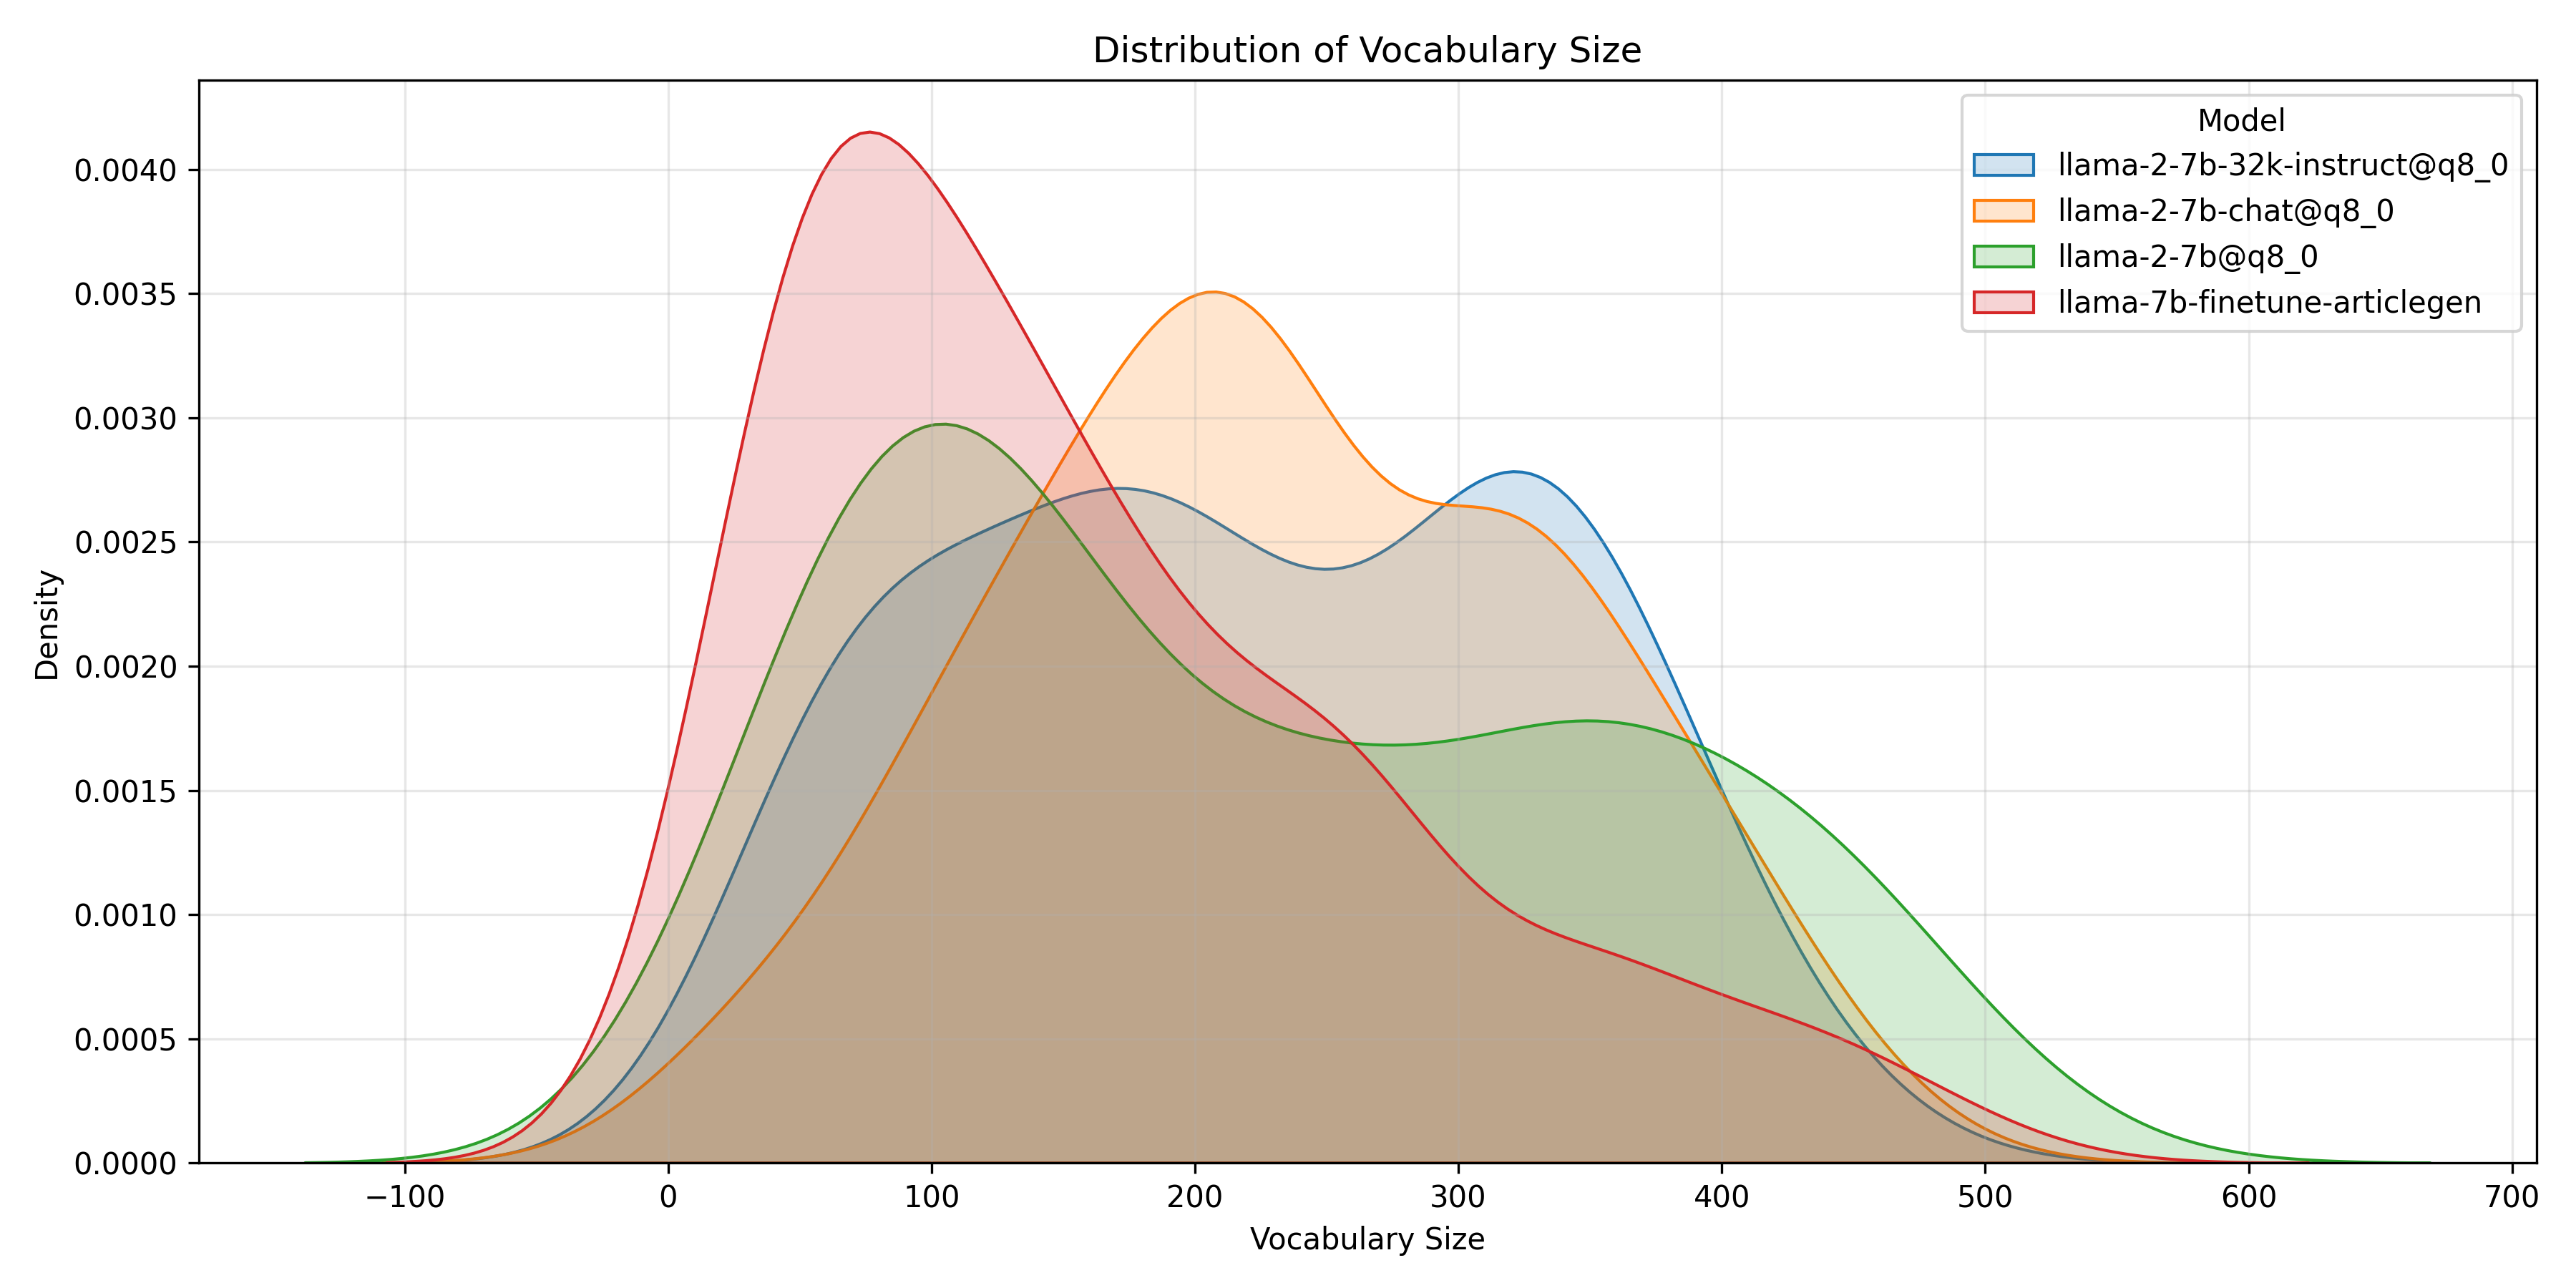 Distribution of Vocabulary Size
Model
llama-2-7b-32k-instruct@q8_0
llama-2-7b-chat@q8_0
llama-2-7b@q8_0
llama-7b-finetune-articlegen
Density
0.0040
0.0035
0.0030
0.0025
0.0020
0.0015
0.0010
0.0005
0.0000
−100 0 100 200 300 400 500 600 700
Vocabulary Size